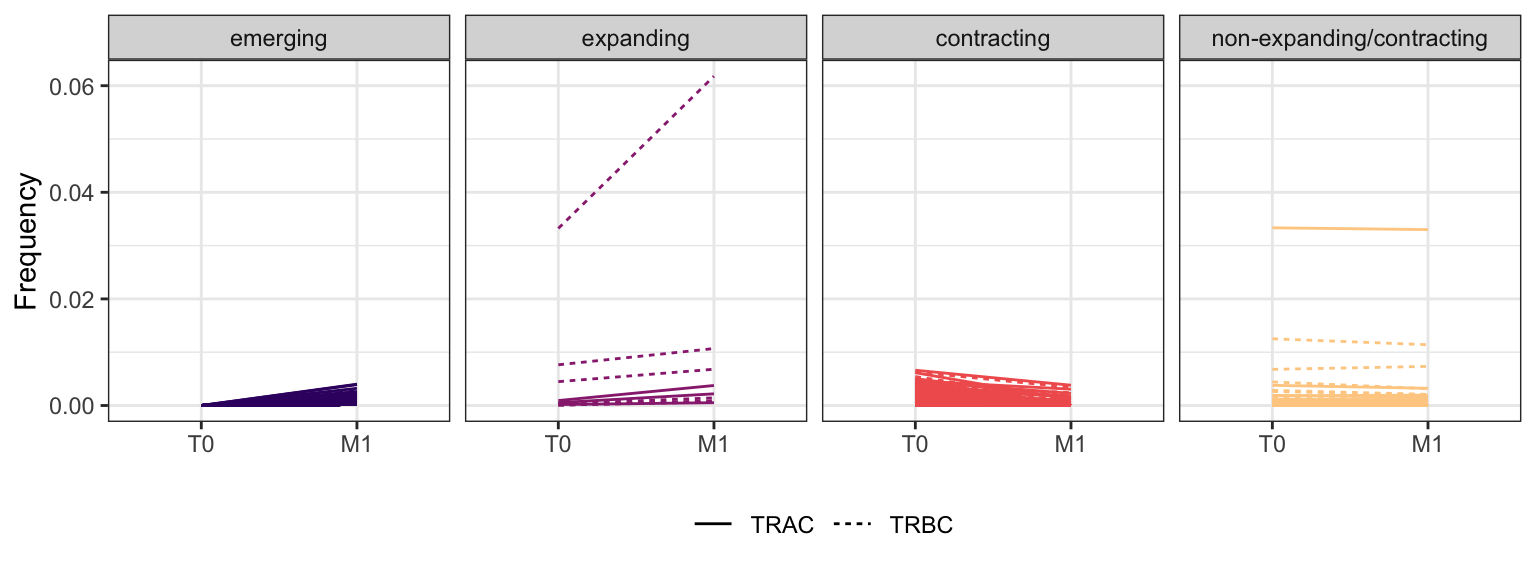 emerging expanding contracting non-expanding/contracting
Frequency
0.06
0.04
0.02
0.00
T0 M1 T0 M1 T0 M1 T0 M1
TRAC TRBC